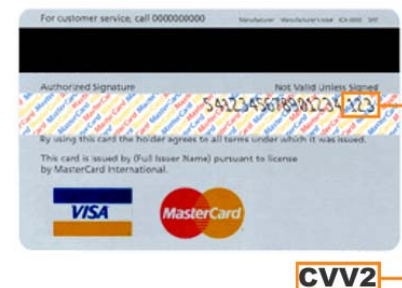 For customer service, call 0000000000
Authorized Signature Not Valid Unless Signed
5412345678901234 123
By using this card the holder agrees to all terms under which it was issued.
This card is issued by (Full Issuer Name) pursuant to license
by MasterCard International.
VISA MasterCard
CVV2